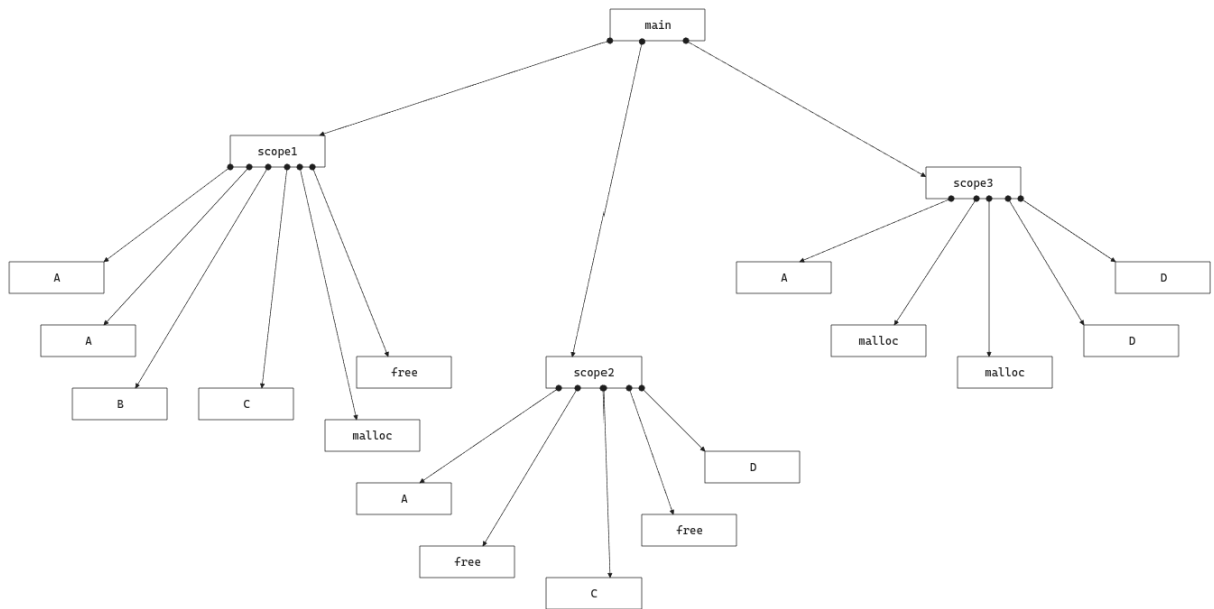 main
scope1
scope3
A
A
D
A
malloc
D
B
C
free
scope2
malloc
malloc
A
D
free
free
C